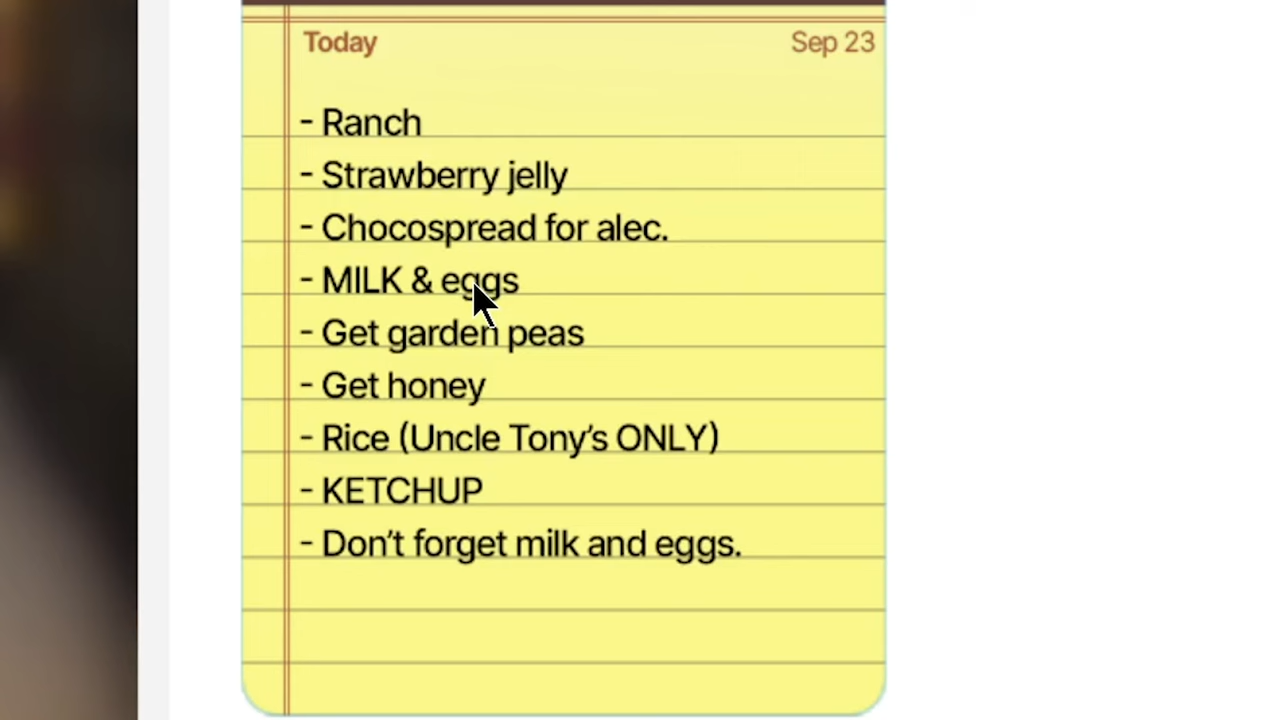 Today Sep 23
- Ranch
- Strawberry jelly
- Chocospread for alec.
- MILK & eggs
- Get garden peas
- Get honey
- Rice (Uncle Tony's ONLY)
- KETCHUP
- Don't forget milk and eggs.